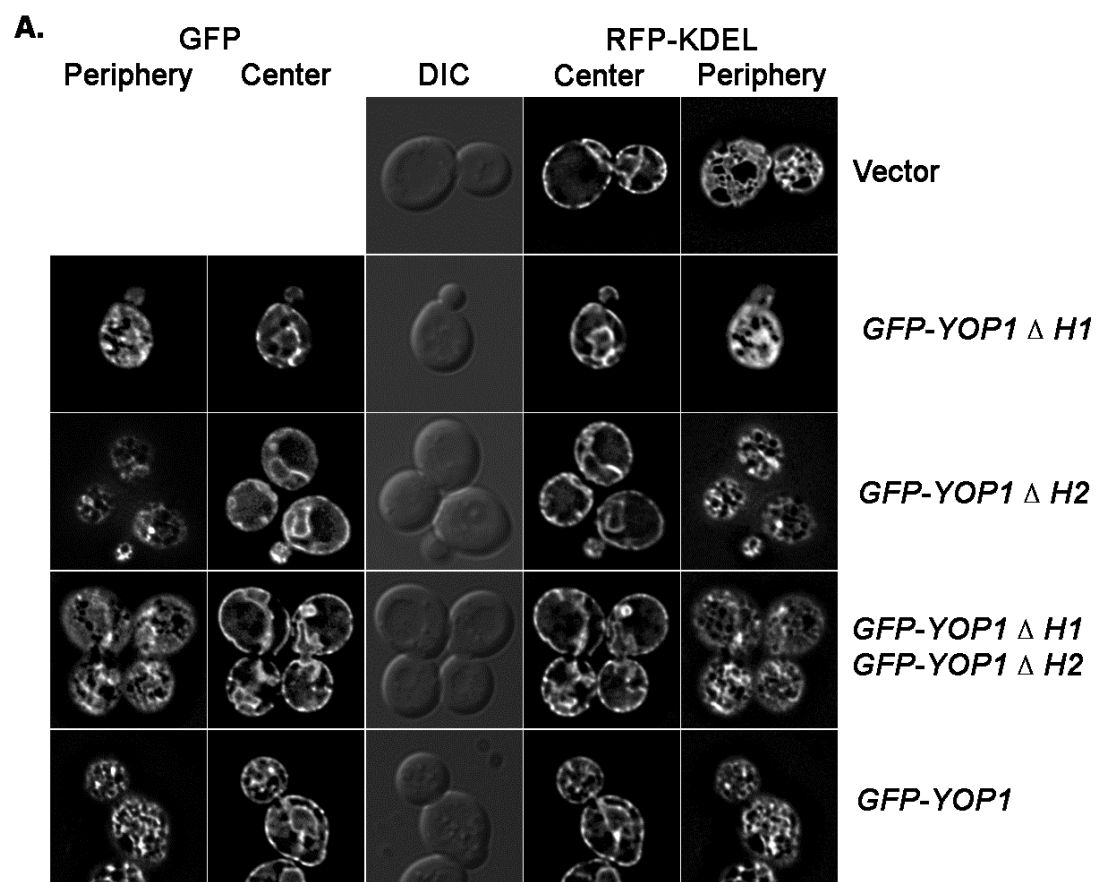 A.
GFP
RFP-KDEL
Periphery
Center
DIC
Center
Periphery
Vector
GFP-YOP1 Δ H1
GFP-YOP1 Δ H2
GFP-YOP1 Δ H1
GFP-YOP1 Δ H2
GFP-YOP1